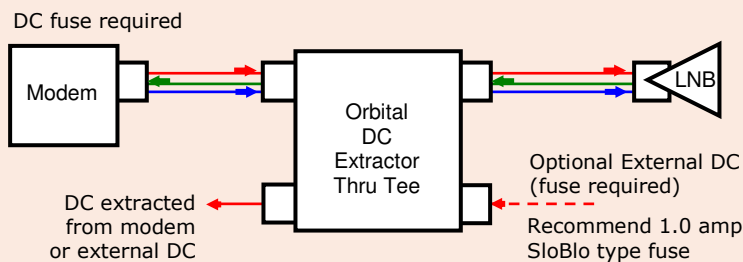 DC fuse required
Modem
Orbital
DC
Extractor
Thru Tee
LNB
DC extracted
from modem
or external DC
Optional External DC
(fuse required)
Recommend 1.0 amp
SloBlo type fuse